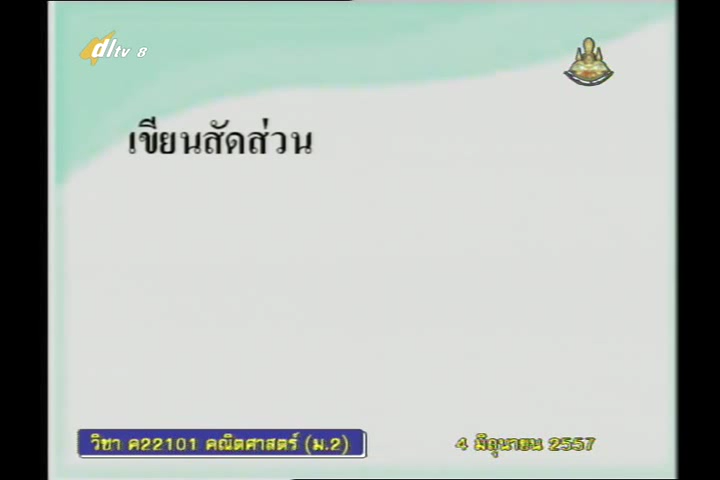 dltv 8
เขียนสัดส่วน
วิชา ค22101 คณิตศาสตร์ (ม.2)
4 มิถุนายน 2557